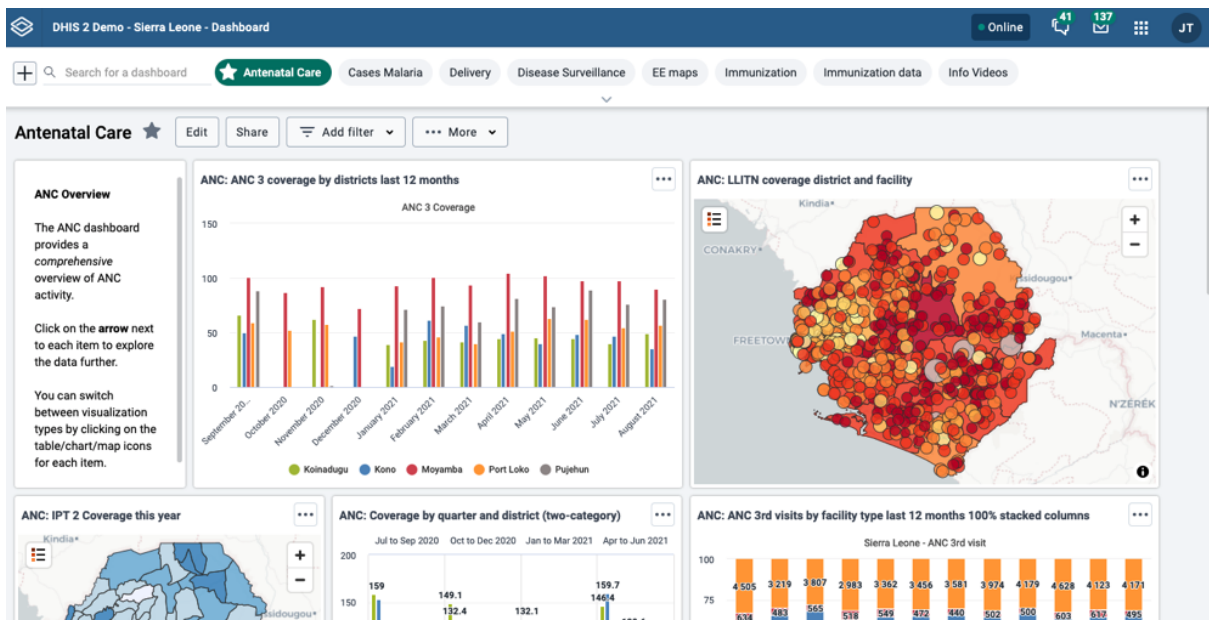 DHIS 2 Demo - Sierra Leone - Dashboard
Online
41
137
JT
Search for a dashboard
Antenatal Care
Cases Malaria
Delivery
Disease Surveillance
EE maps
Immunization
Immunization data
Info Videos
Antenatal Care
Edit
Share
Add filter
More
ANC Overview
The ANC dashboard
provides a
comprehensive
overview of ANC
activity.
Click on the arrow next
to each item to explore
the data further.
You can switch
between visualization
types by clicking on the
table/chart/map icons
for each item.
ANC: ANC 3 coverage by districts last 12 months
ANC 3 Coverage
150
100
50
0
September 20...
October 2020
November 2020
December 2020
January 2021
February 2021
March 2021
April 2021
May 2021
June 2021
July 2021
August 2021
Koinadugu
Kono
Moyamba
Port Loko
Pujehun
ANC: LLITN coverage district and facility
Kindia
CONAKRY
FREETOW
ssidougou
Macenta
N'ZÉRÉK
ANC: IPT 2 Coverage this year
Kindia
ssidougou
ANC: Coverage by quarter and district (two-category)
Jul to Sep 2020 Oct to Dec 2020 Jan to Mar 2021 Apr to Jun 2021
200
150
159
149.1
132.4
132.1
159.7
146.4
ANC: ANC 3rd visits by facility type last 12 months 100% stacked columns
Sierra Leone - ANC 3rd visit
100
75
4 505 3 219 3 807 2 983 3 362 3 456 3 581 3 974 4 179 4 628 4 123 4 171
634 483 565 518 549 472 440 502 500 603 617 495